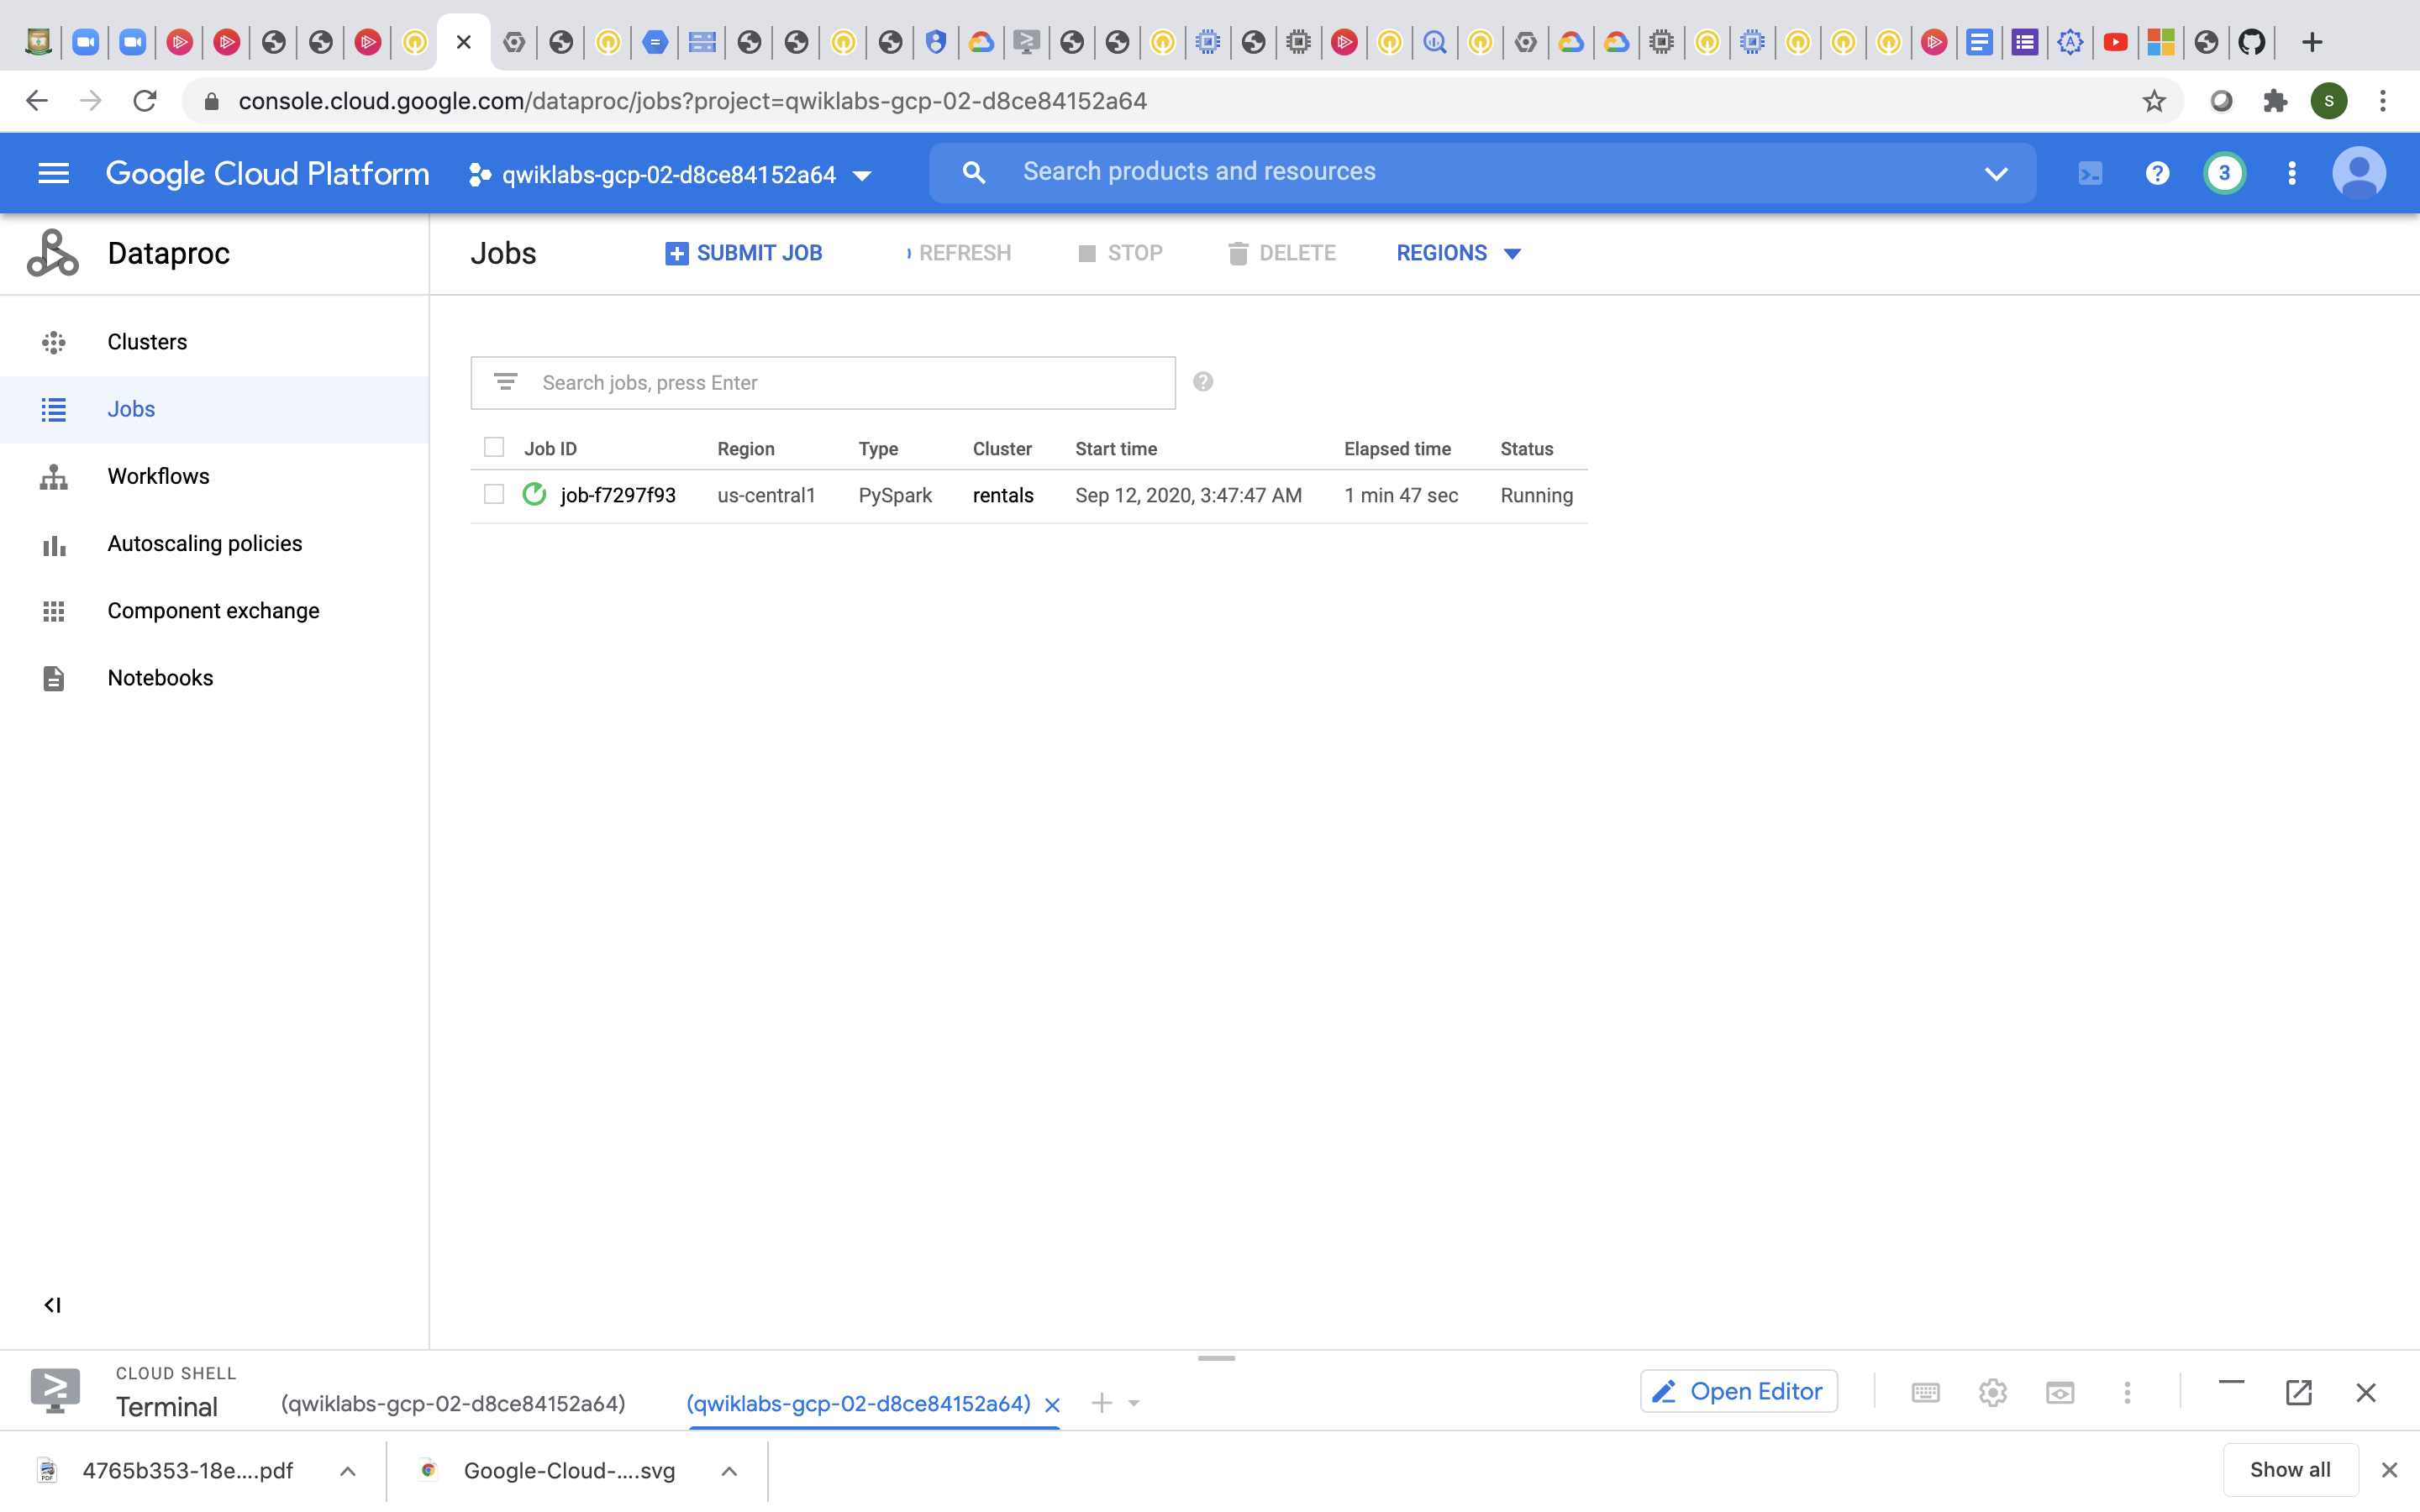 console.cloud.google.com/dataproc/jobs?project=qwiklabs-gcp-02-d8ce84152a64
S
Google Cloud Platform
qwiklabs-gcp-02-d8ce84152a64
Search products and resources
3
Dataproc
Jobs
SUBMIT JOB
REFRESH
STOP
DELETE
REGIONS
Clusters
Jobs
Workflows
Autoscaling policies
Component exchange
Notebooks
Search jobs, press Enter
Job ID Region Type Cluster Start time Elapsed time Status
job-f7297f93 us-central1 PySpark rentals Sep 12, 2020, 3:47:47 AM 1 min 47 sec Running
CLOUD SHELL
Terminal
(qwiklabs-gcp-02-d8ce84152a64)
(qwiklabs-gcp-02-d8ce84152a64)
Open Editor
4765b353-18e....pdf
Google-Cloud-....svg
Show all